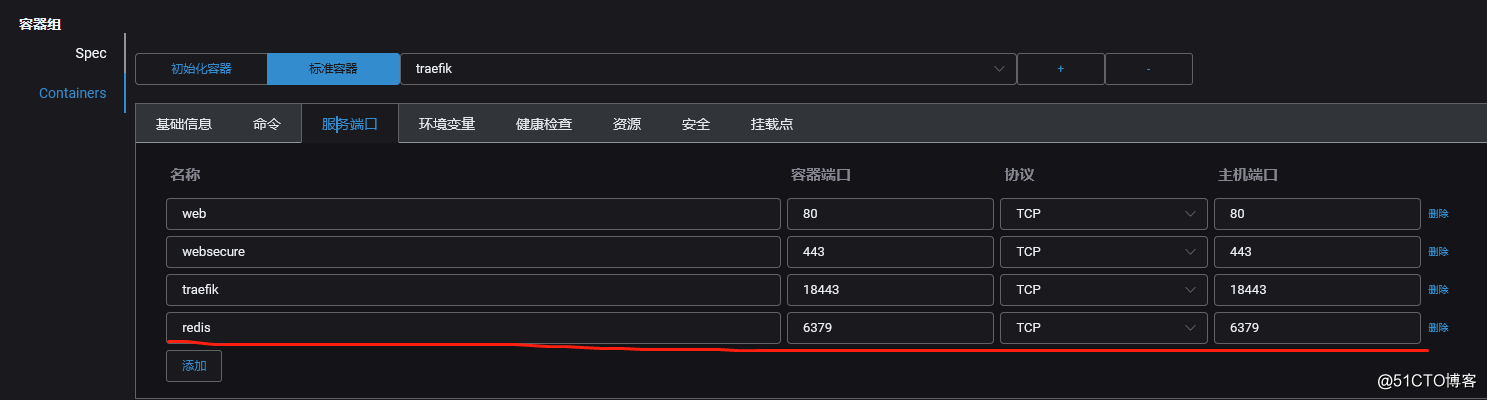 容器组
Spec
Containers
初始化容器 标准容器 traefik + -
基础信息 命令 服务端口 环境变量 健康检查 资源 安全 挂载点
名称 容器端口 协议 主机端口
web 80 TCP 80 删除
websecure 443 TCP 443 删除
traefik 18443 TCP 18443 删除
redis 6379 TCP 6379 删除
添加
@51CTO博客